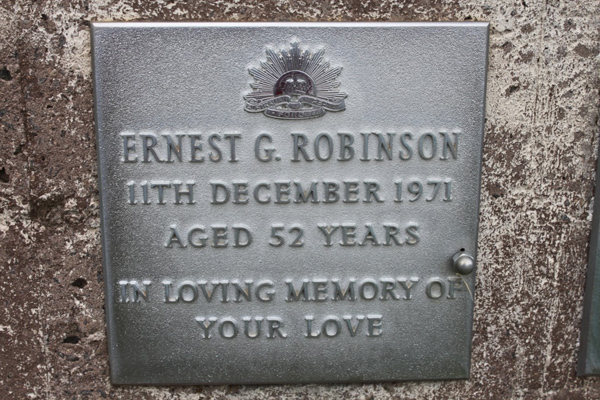 ERNEST G. ROBINSON
11TH DECEMBER 1971
AGED 52 YEARS
IN LOVING MEMORY OF
YOUR LOVE